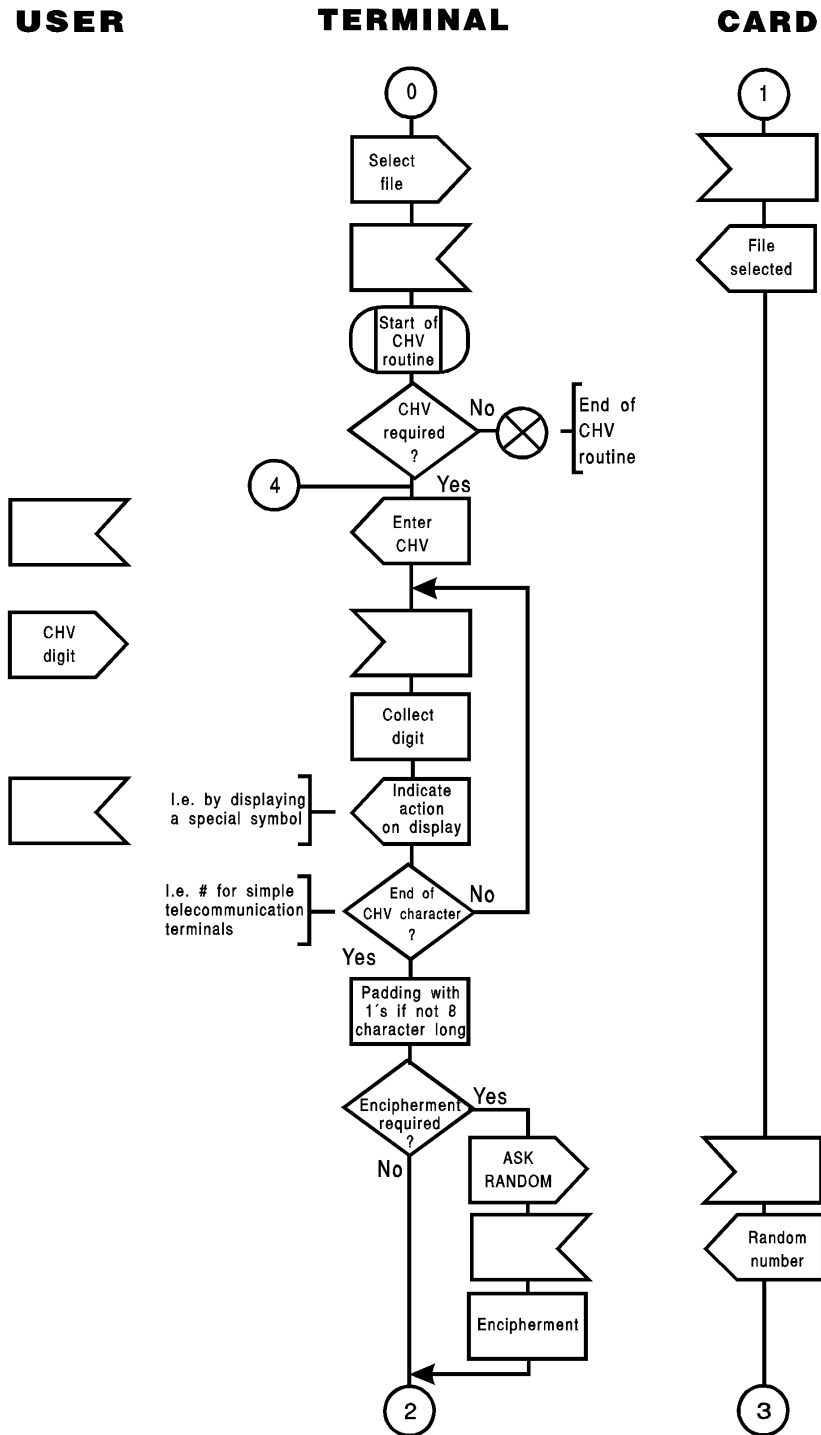 USER
TERMINAL
CARD
0
1
Select
file
File
selected
Start of
CHV
routine
CHV
required
?
No
End of
CHV
routine
4
Yes
Enter
CHV
CHV
digit
Collect
digit
I.e. by displaying
a special symbol
Indicate
action
on display
I.e. # for simple
telecommunication
terminals
End of
CHV character
?
No
Yes
Padding with
1´s if not 8
character long
Encipherment
required
?
Yes
No
ASK
RANDOM
Random
number
Encipherment
2
3